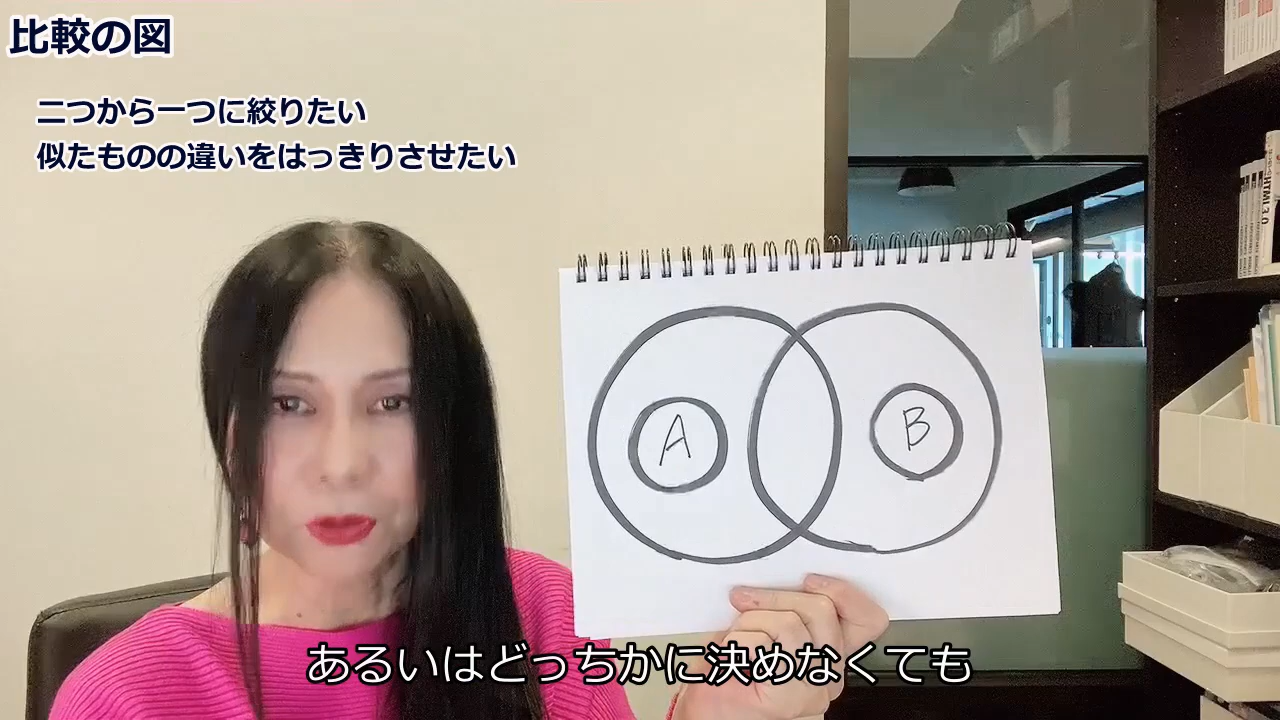 比較の図
二つから一つに絞りたい
似たものの違いをはっきりさせたい
HTML3.0
A
B
あるいはどっちかに決めなくても